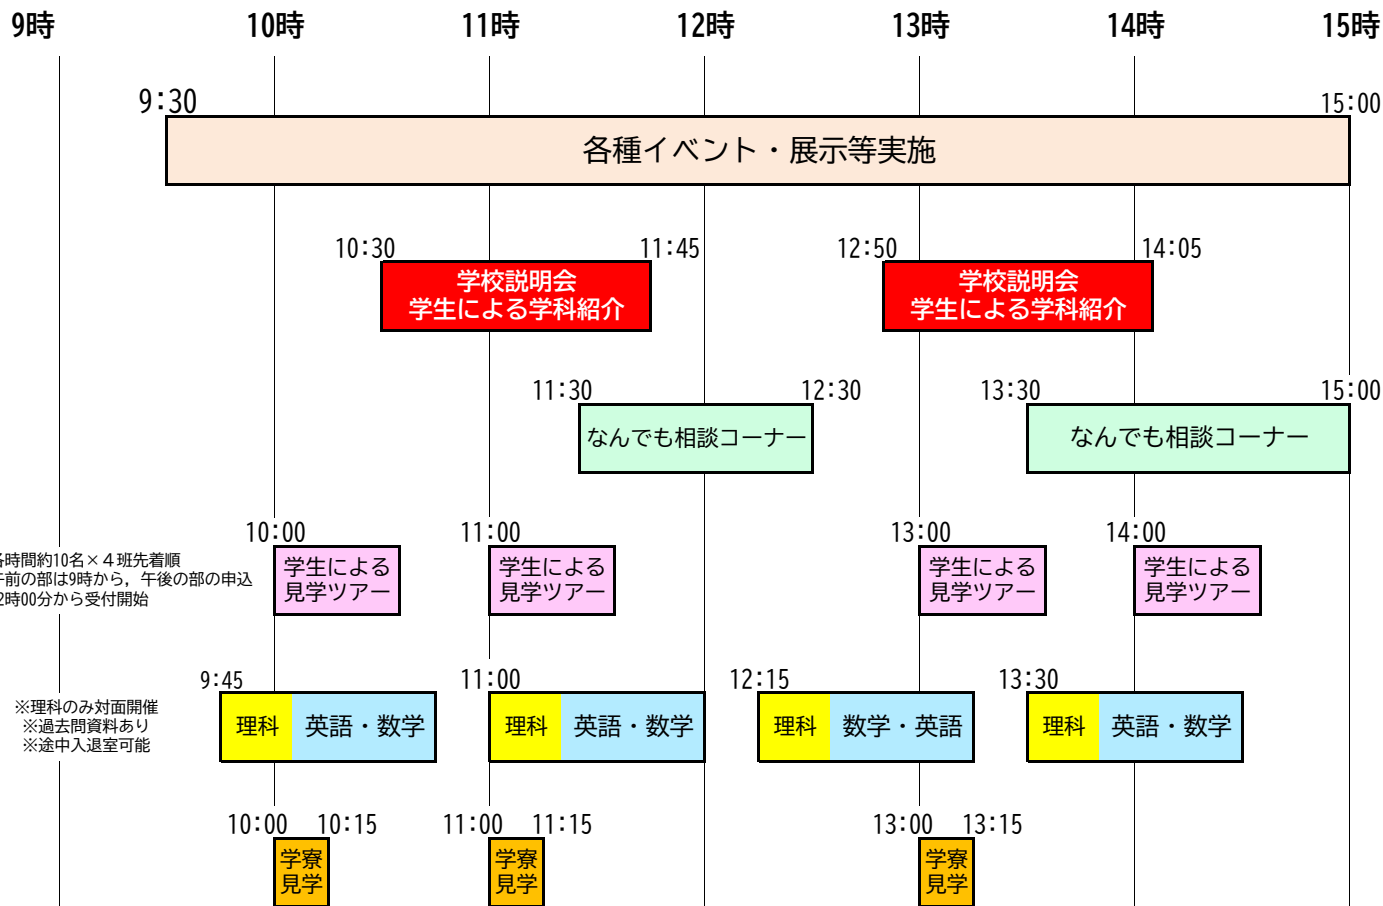 9時 10時 11時 12時 13時 14時 15時
9:30 15:00
各種イベント・展示等実施
10:30 11:45 12:50 14:05
学校説明会 学校説明会
学生による学科紹介 学生による学科紹介
11:30 12:30 13:30 15:00
なんでも相談コーナー なんでも相談コーナー
10:00 11:00 13:00 14:00
時間約10名×４班先着順
前の部は9時から，午後の部の申込
2時00分から受付開始
学生による 学生による 学生による 学生による
見学ツアー 見学ツアー 見学ツアー 見学ツアー
9:45 11:00 12:15 13:30
※理科のみ対面開催
※過去問資料あり
※途中入退室可能
理科 英語・数学 理科 英語・数学 理科 数学・英語 理科 英語・数学
10:00 10:15 11:00 11:15 13:00 13:15
学寮 学寮 学寮
見学 見学 見学